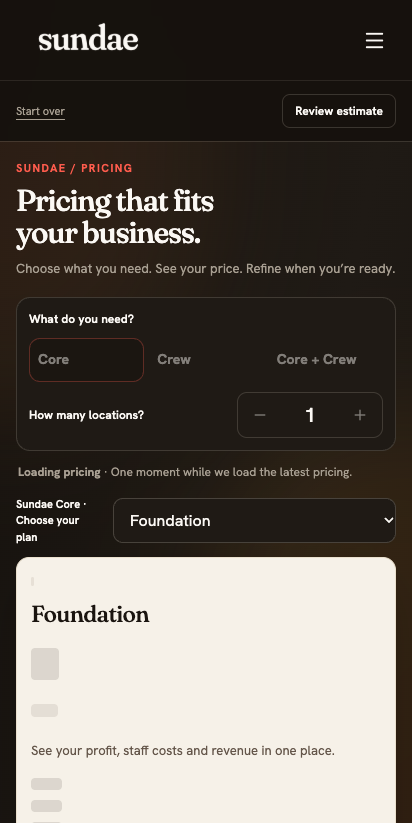 sundae
Start over
Review estimate
SUNDAE / PRICING
Pricing that fits
your business.
Choose what you need. See your price. Refine when you’re ready.
What do you need?
Core
Crew
Core + Crew
How many locations?
− 1 +
Loading pricing · One moment while we load the latest pricing.
Sundae Core ·
Choose your
plan
Foundation
Foundation
See your profit, staff costs and revenue in one place.